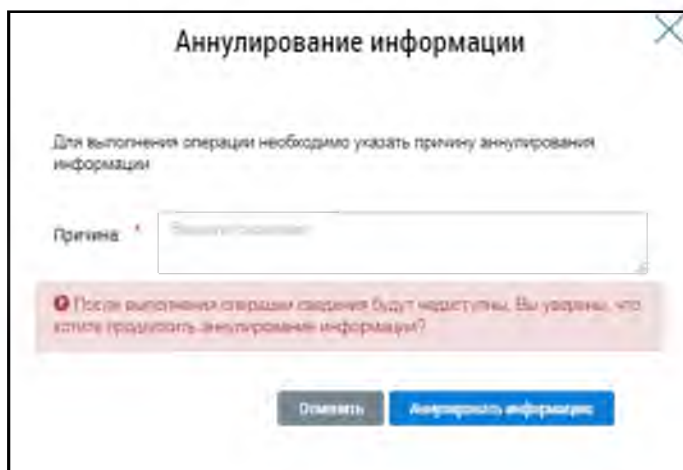 Аннулирование информации
Для выполнения операции необходимо указать причину аннулирования
информации
Причина: *
После выполнения операции сведения будут недоступны. Вы уверены, что
хотите продолжить аннулирование информации?
Отменить Аннулировать информацию